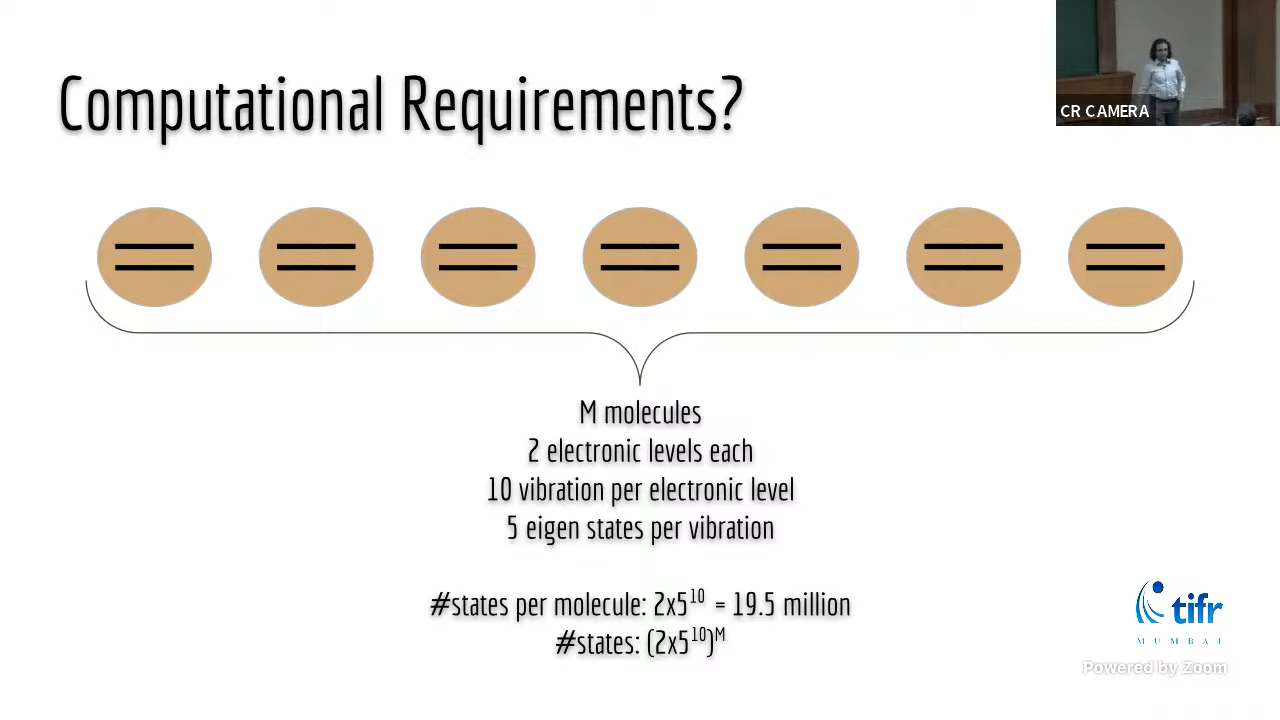 Computational Requirements?
CR CAMERA
M molecules
2 electronic levels each
10 vibration per electronic level
5 eigen states per vibration
#states per molecule: 2x5¹⁰ = 19.5 million
#states: (2x5¹⁰)ᴹ
tifr
MUMBAI
Powered by Zoom